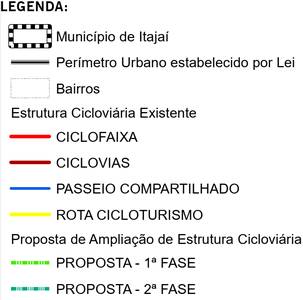 LEGENDA:
Município de Itajaí
Perímetro Urbano estabelecido por Lei
Bairros
Estrutura Cicloviária Existente
CICLOFAIXA
CICLOVIAS
PASSEIO COMPARTILHADO
ROTA CICLOTURISMO
Proposta de Ampliação de Estrutura Cicloviária
PROPOSTA - 1ª FASE
PROPOSTA - 2ª FASE